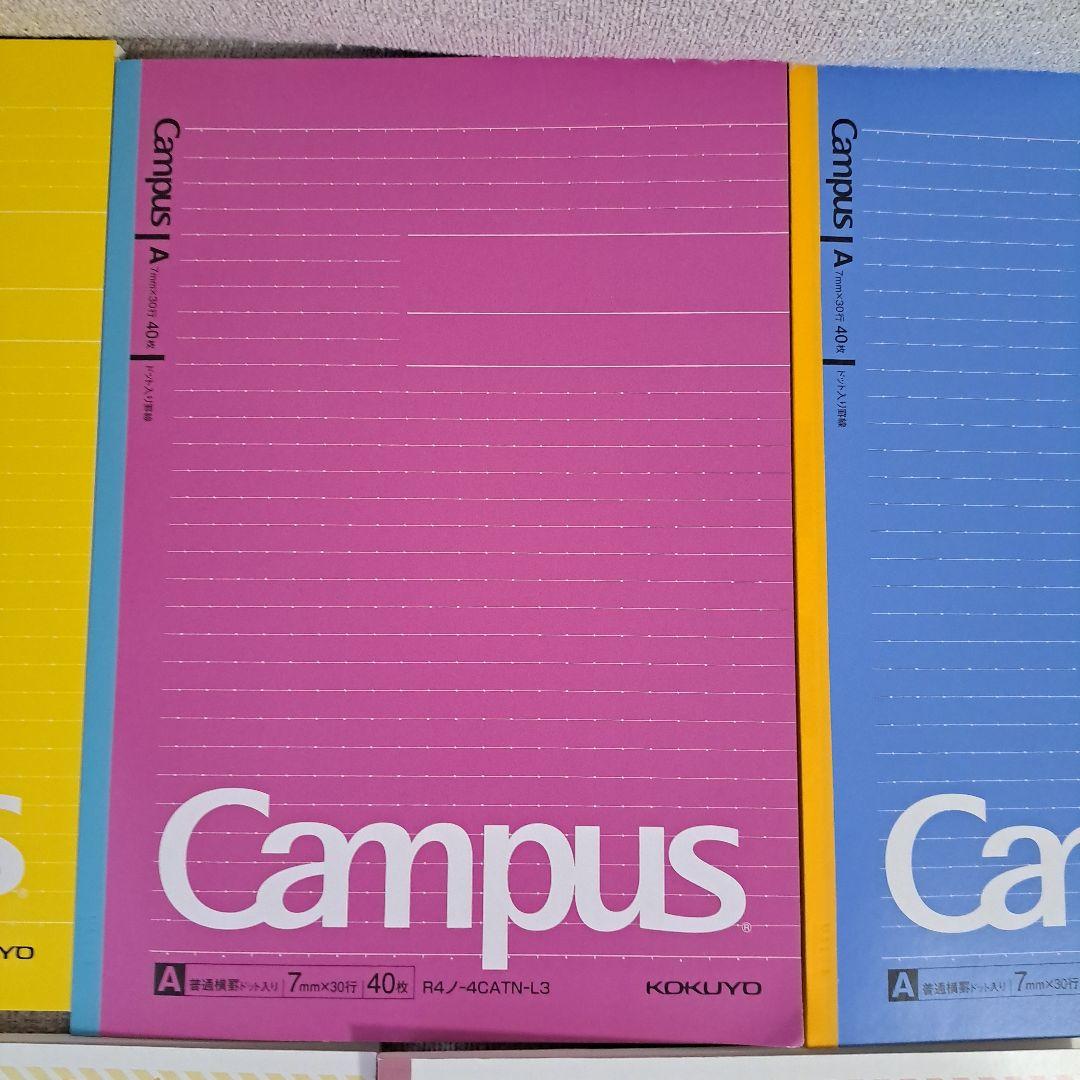 Campus A 7mm×30行 40枚 ドット入り罫線
Campus®
A 普通横罫ドット入り 7mm×30行 40枚 R4ノ-4CATN-L3 KOKUYO
Campus A 7mm×30行 40枚 ドット入り罫線
Ca
A 普通横罫ドット入り 7mm×30行
s®
YO